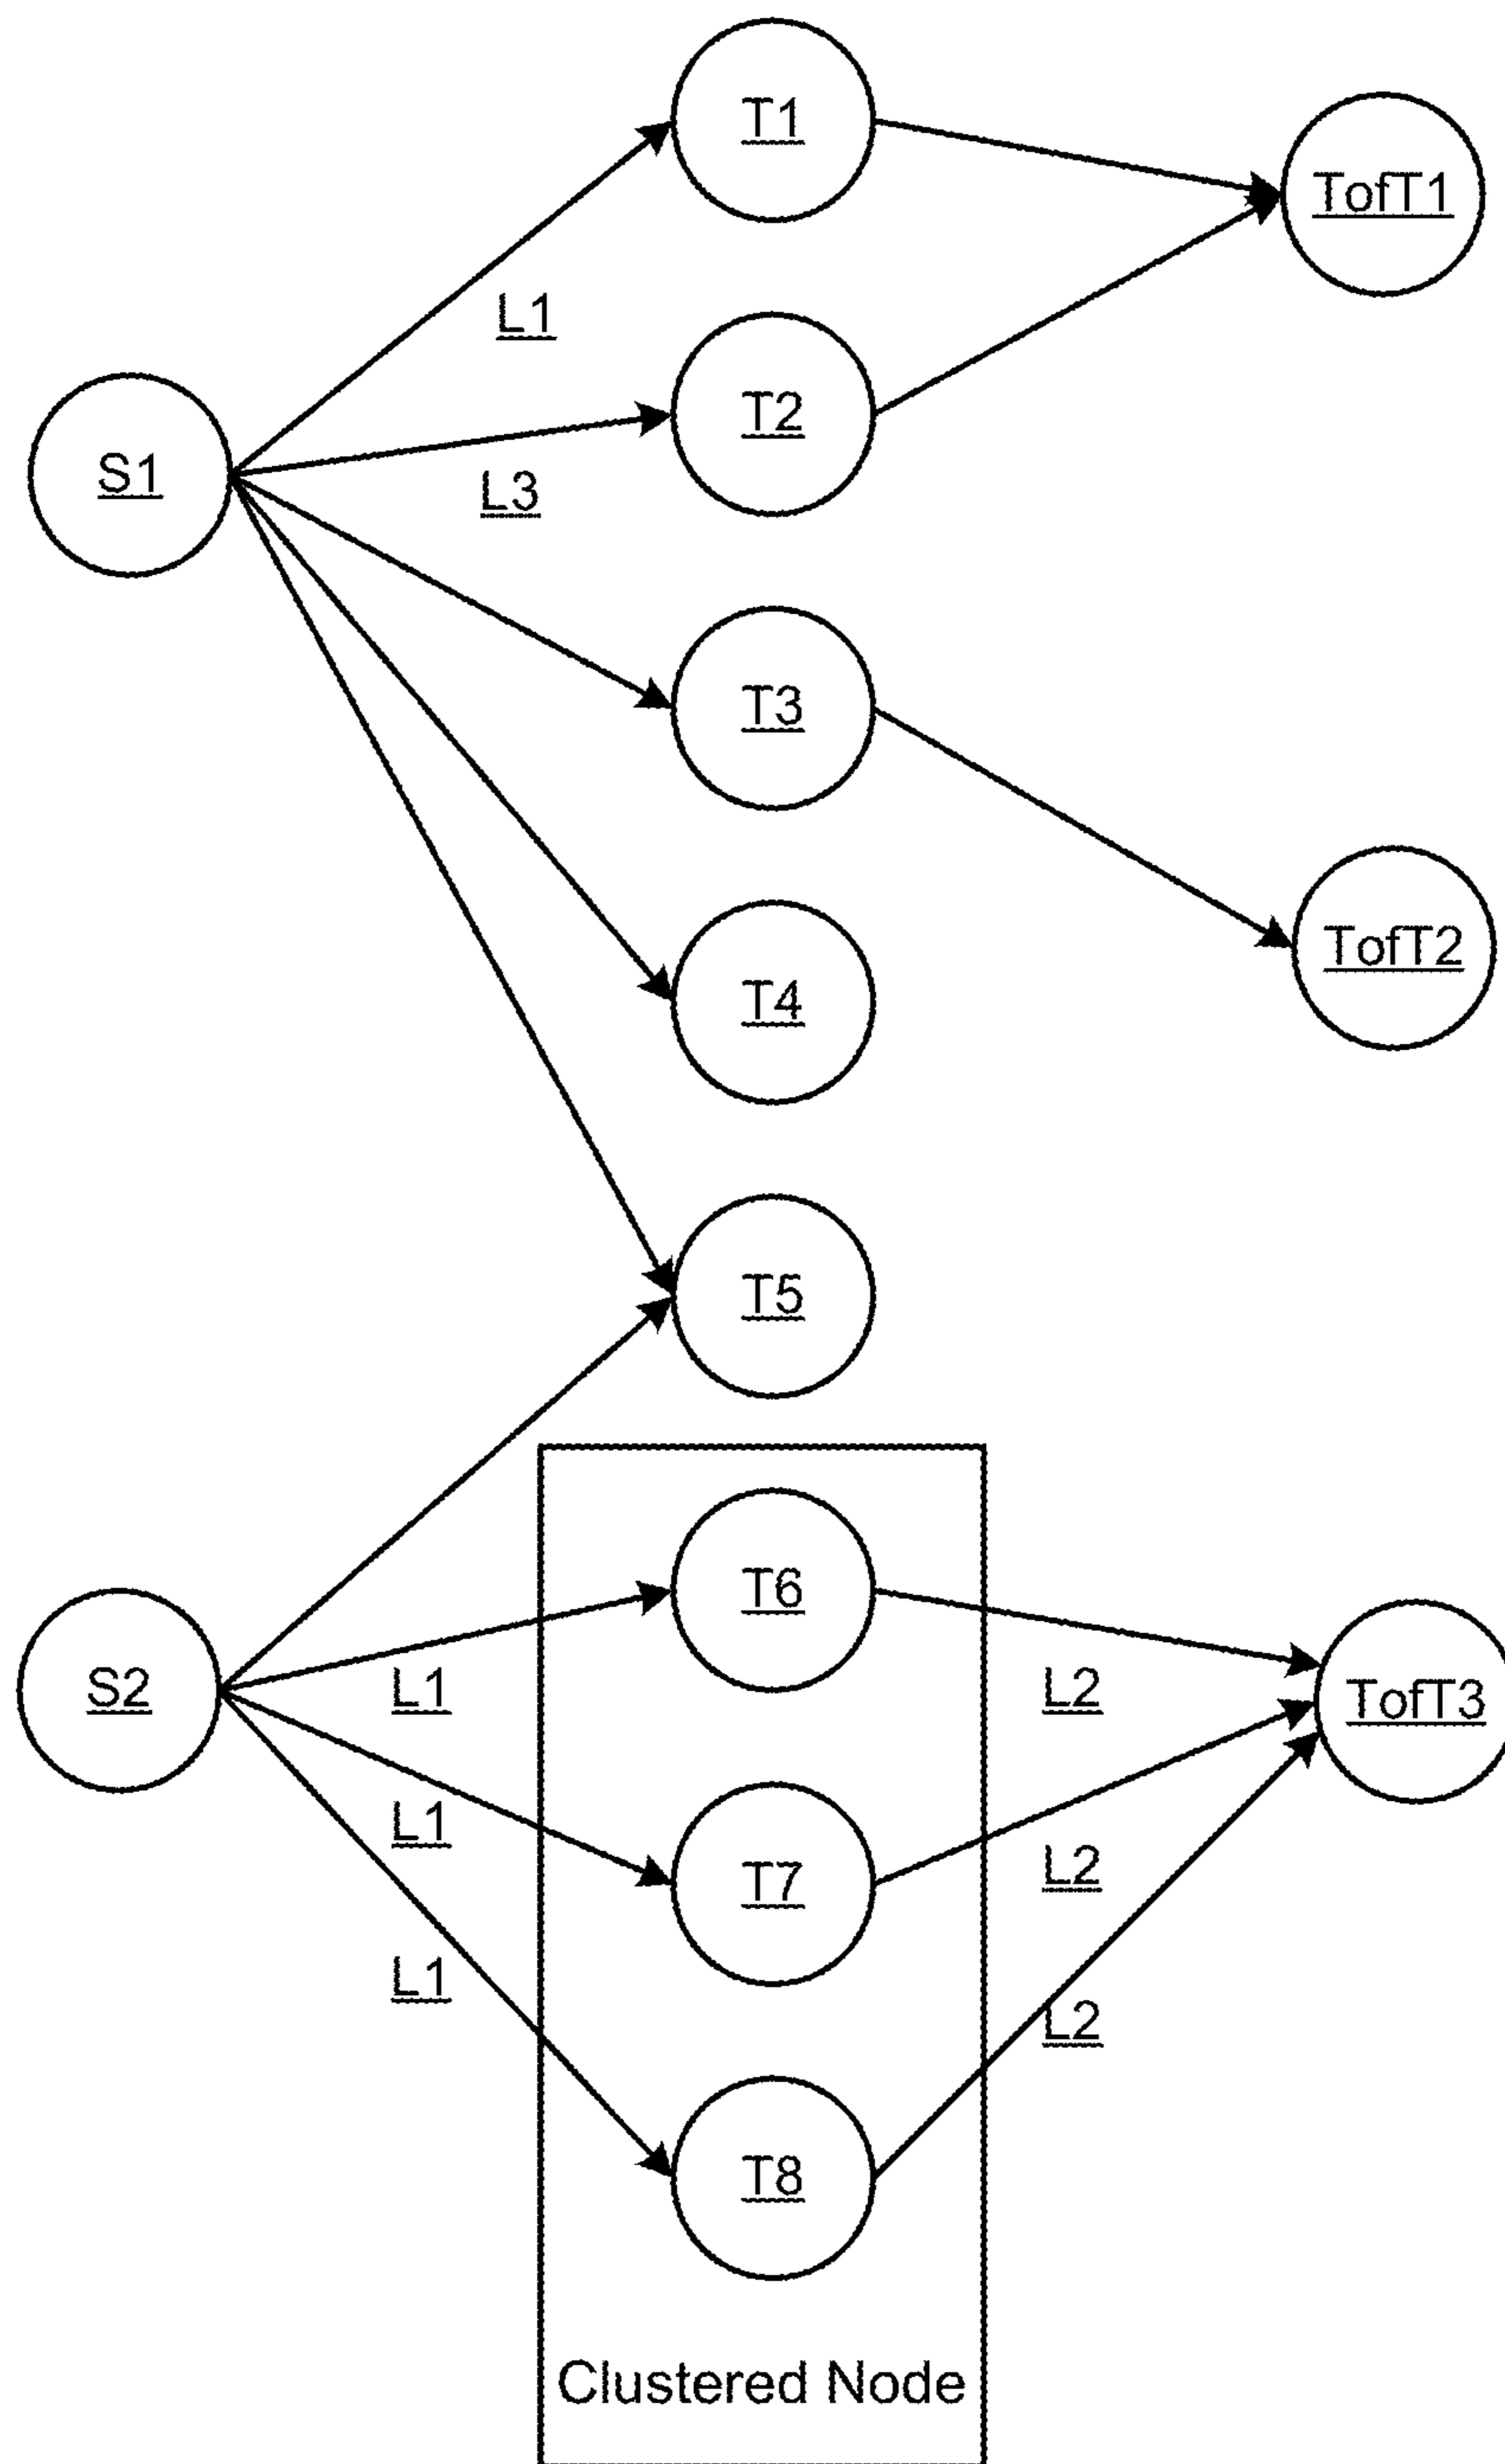 T1
TofT1
L1
T2
S1
L3
T3
TofT2
T4
T5
T6
S2
L1
L2
TofT3
L1
T7
L2
L1
L2
T8
Clustered Node